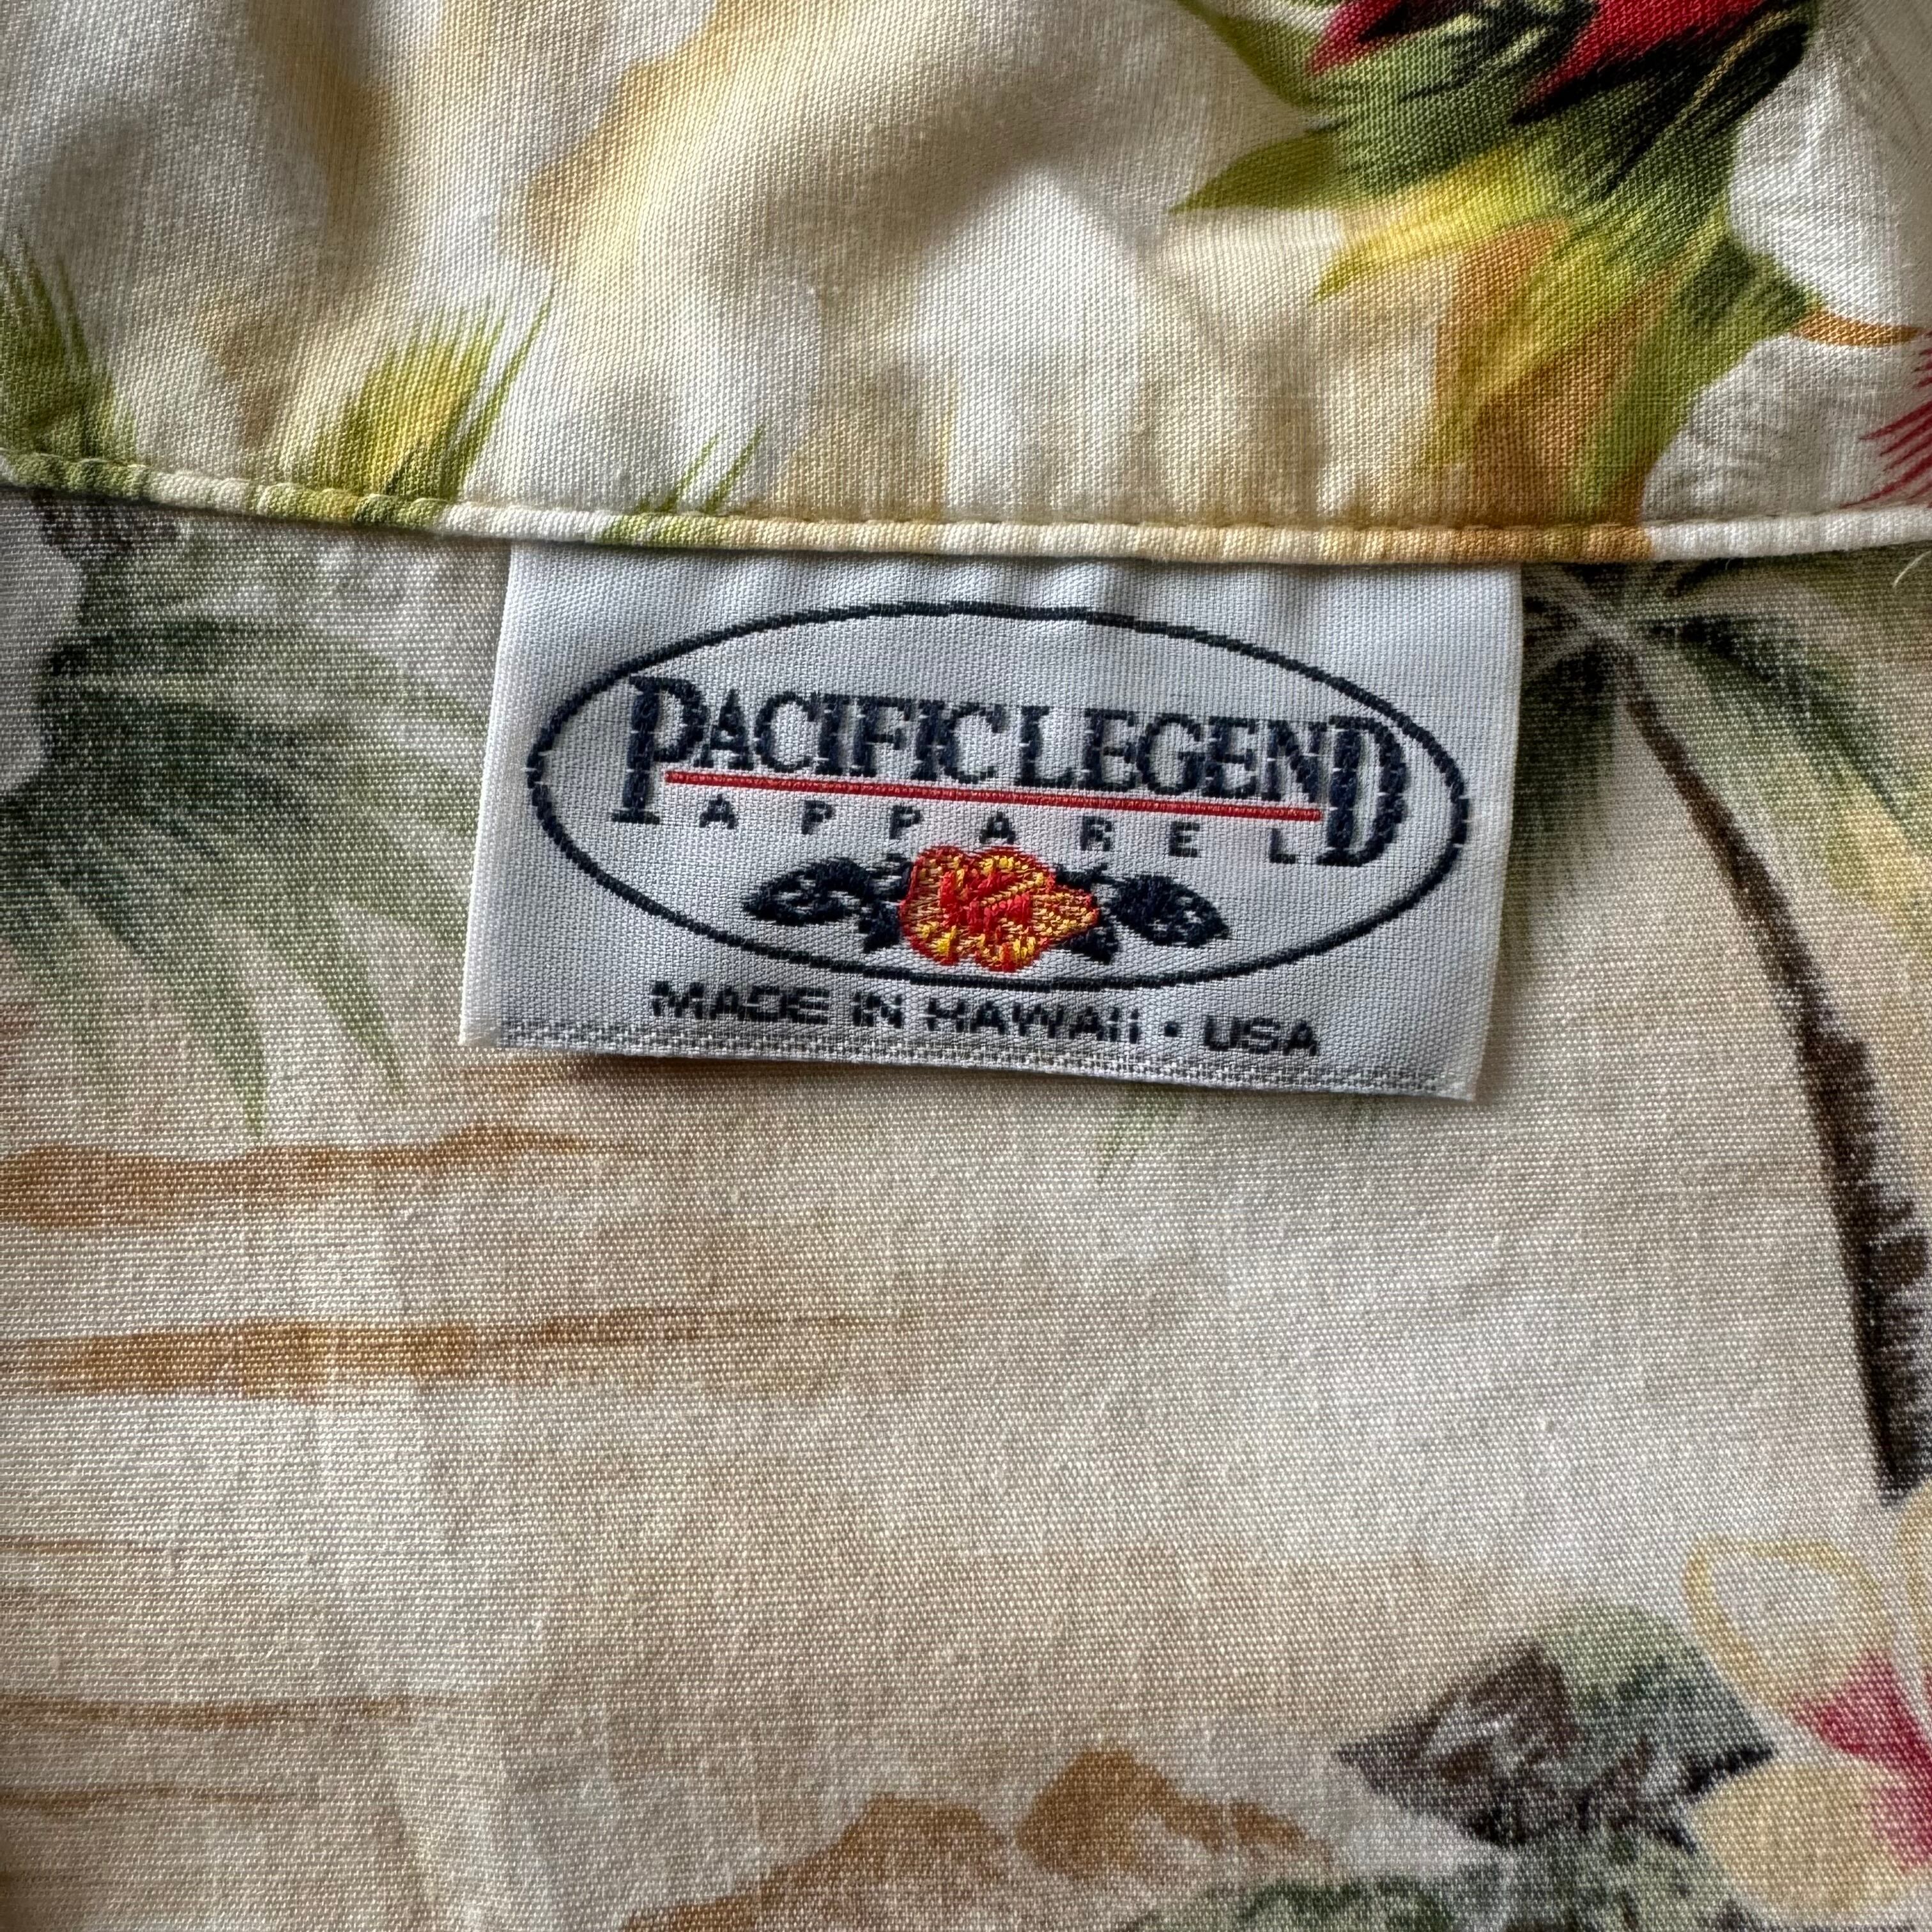 PACIFIC LEGEND
APPAREL
MADE IN HAWAII • USA